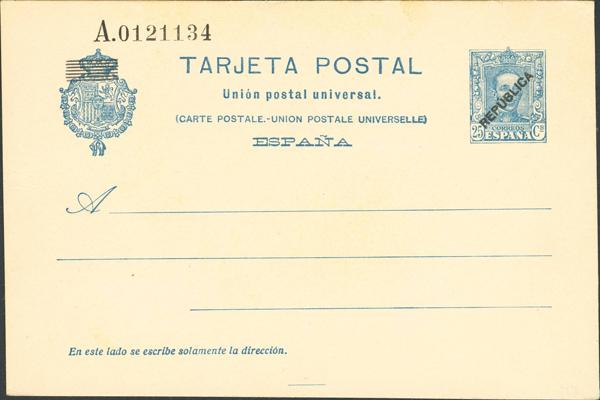 A.0121134
TARJETA POSTAL
Unión postal universal.
(CARTE POSTALE.-UNION POSTALE UNIVERSELLE)
ESPAÑA
REPÚBLICA
CORREOS
25 ESPAÑA Cs
A
En este lado se escribe solamente la dirección.